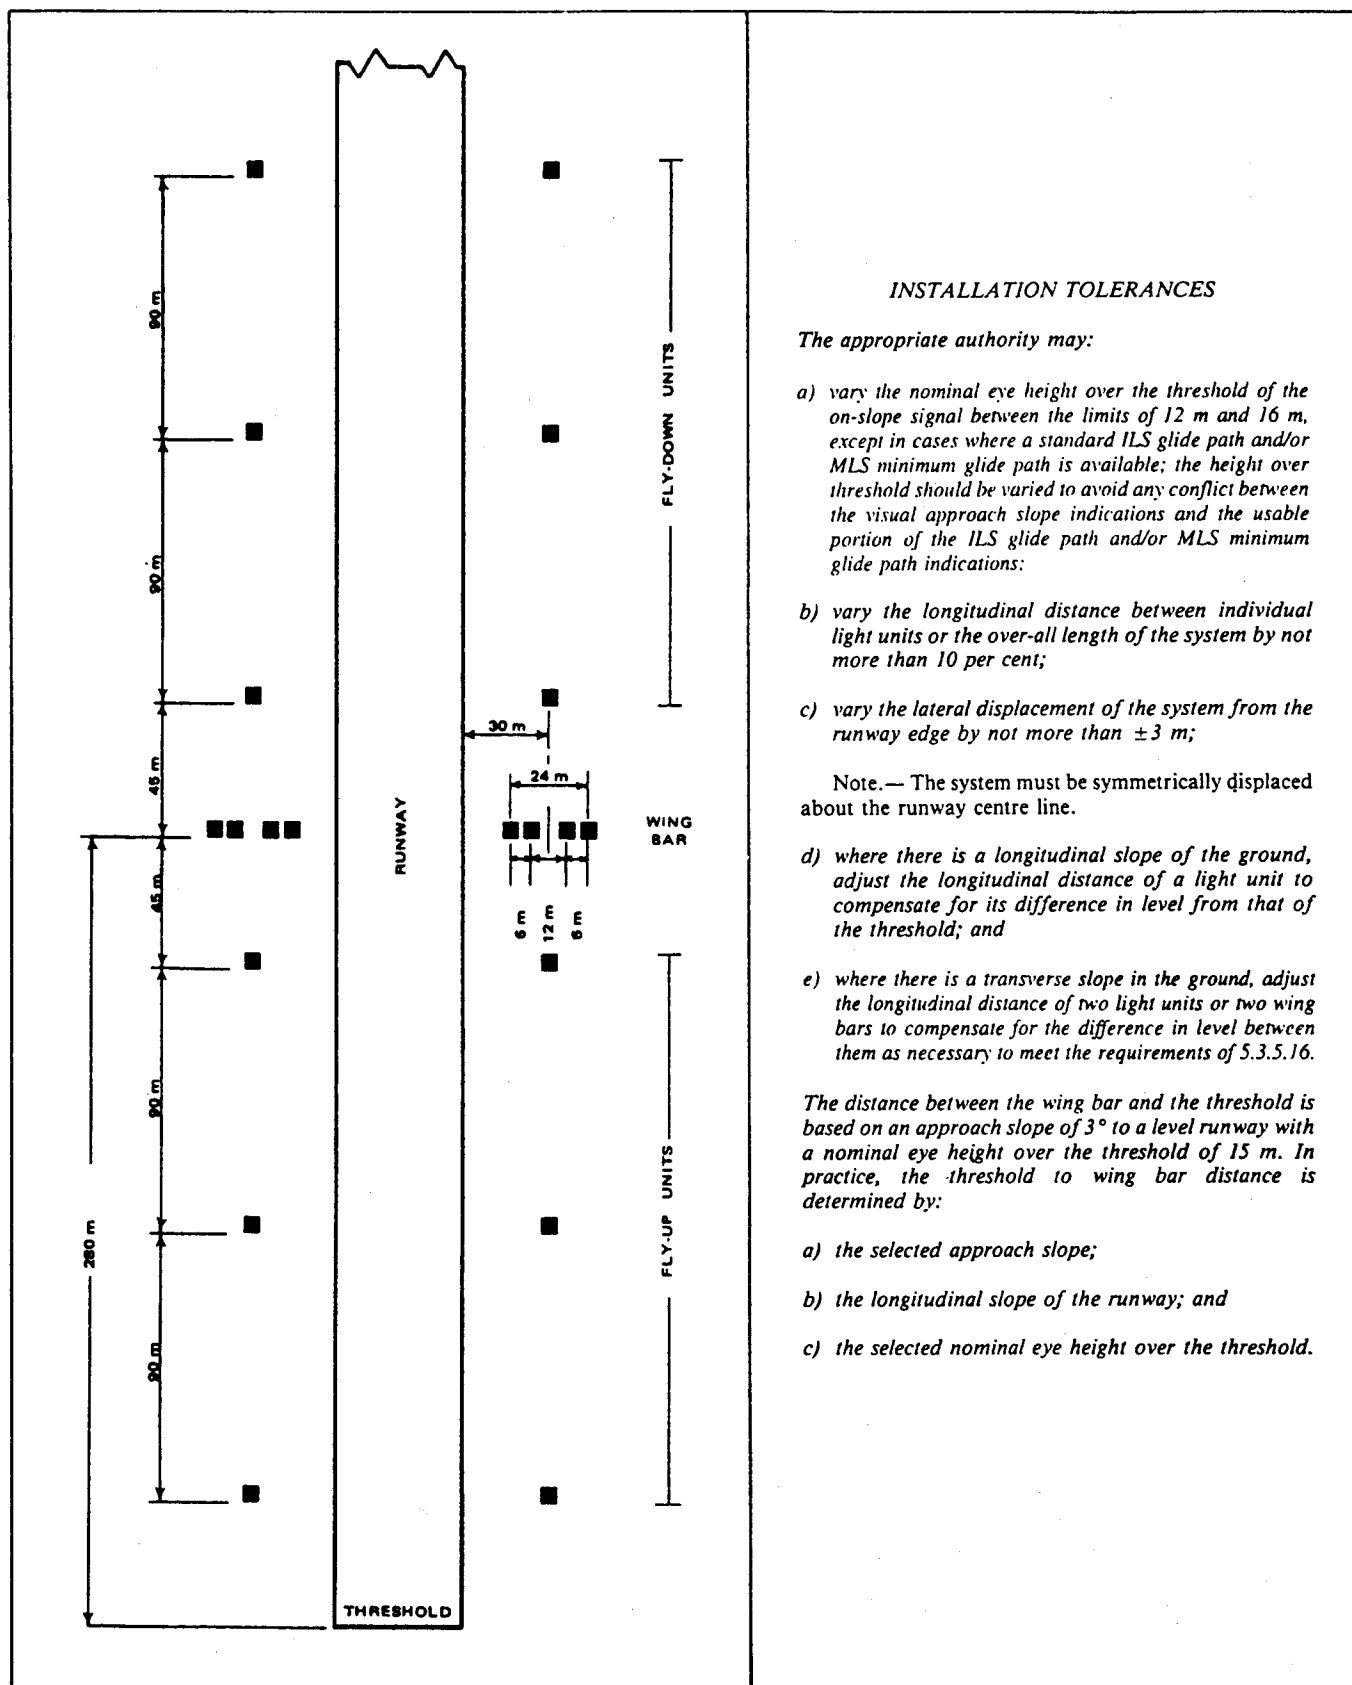 90 m
90 m
45 m
45 m
90 m
90 m
280 m
RUNWAY
THRESHOLD
30 m
24 m
6 m
12 m
6 m
FLY-DOWN UNITS
WING
BAR
FLY-UP UNITS
INSTALLATION TOLERANCES
The appropriate authority may:
a) vary the nominal eye height over the threshold of the
on-slope signal between the limits of 12 m and 16 m,
except in cases where a standard ILS glide path and/or
MLS minimum glide path is available; the height over
threshold should be varied to avoid any conflict between
the visual approach slope indications and the usable
portion of the ILS glide path and/or MLS minimum
glide path indications:
b) vary the longitudinal distance between individual
light units or the over-all length of the system by not
more than 10 per cent;
c) vary the lateral displacement of the system from the
runway edge by not more than ±3 m;
Note.— The system must be symmetrically displaced
about the runway centre line.
d) where there is a longitudinal slope of the ground,
adjust the longitudinal distance of a light unit to
compensate for its difference in level from that of
the threshold; and
e) where there is a transverse slope in the ground, adjust
the longitudinal distance of two light units or two wing
bars to compensate for the difference in level between
them as necessary to meet the requirements of 5.3.5.16.
The distance between the wing bar and the threshold is
based on an approach slope of 3° to a level runway with
a nominal eye height over the threshold of 15 m. In
practice, the threshold to wing bar distance is
determined by:
a) the selected approach slope;
b) the longitudinal slope of the runway; and
c) the selected nominal eye height over the threshold.